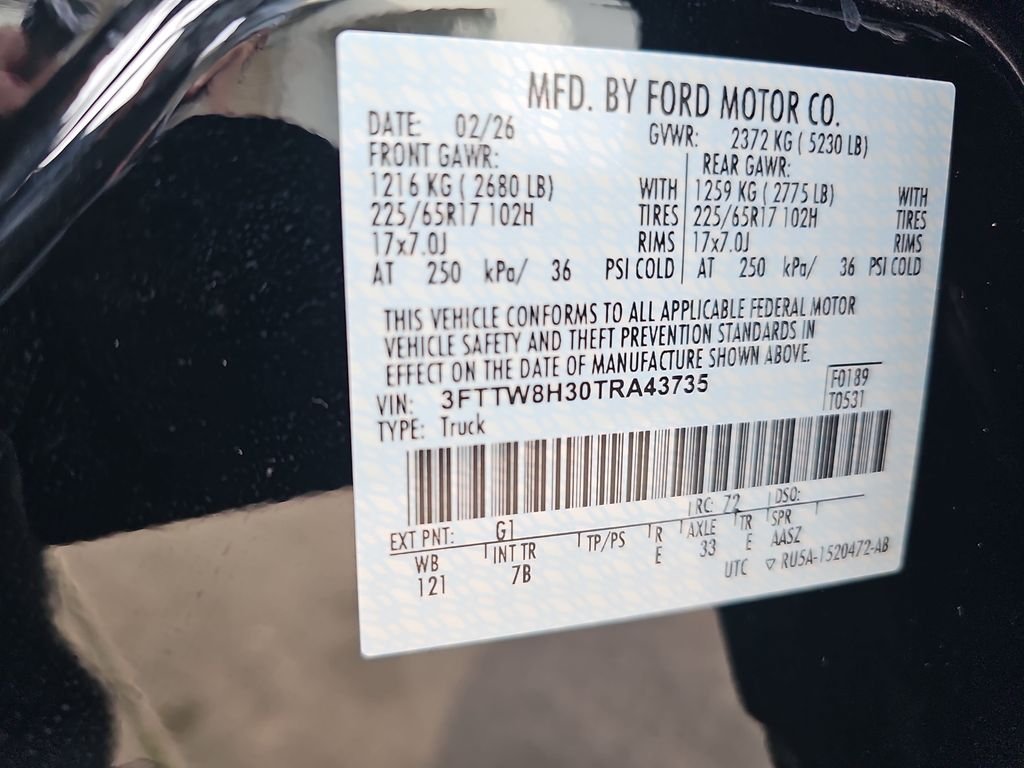 MFD. BY FORD MOTOR CO.
DATE: 02/26 GVWR: 2372 KG ( 5230 LB)
FRONT GAWR: REAR GAWR:
1216 KG ( 2680 LB) WITH 1259 KG ( 2775 LB) WITH
225/65R17 102H TIRES 225/65R17 102H TIRES
17x7.0J RIMS 17x7.0J RIMS
AT 250 kPa/ 36 PSI COLD AT 250 kPa/ 36 PSI COLD
THIS VEHICLE CONFORMS TO ALL APPLICABLE FEDERAL MOTOR
VEHICLE SAFETY AND THEFT PREVENTION STANDARDS IN
EFFECT ON THE DATE OF MANUFACTURE SHOWN ABOVE.
VIN: 3FTTW8H30TRA43735 F0189
TYPE: Truck T0531
EXT PNT: G1 RC: 72 DSO:
WB INT TR TP/PS R AXLE TR SPR
121 7B E 33 E AASZ
UTC ▽ RU5A-1520472-AB